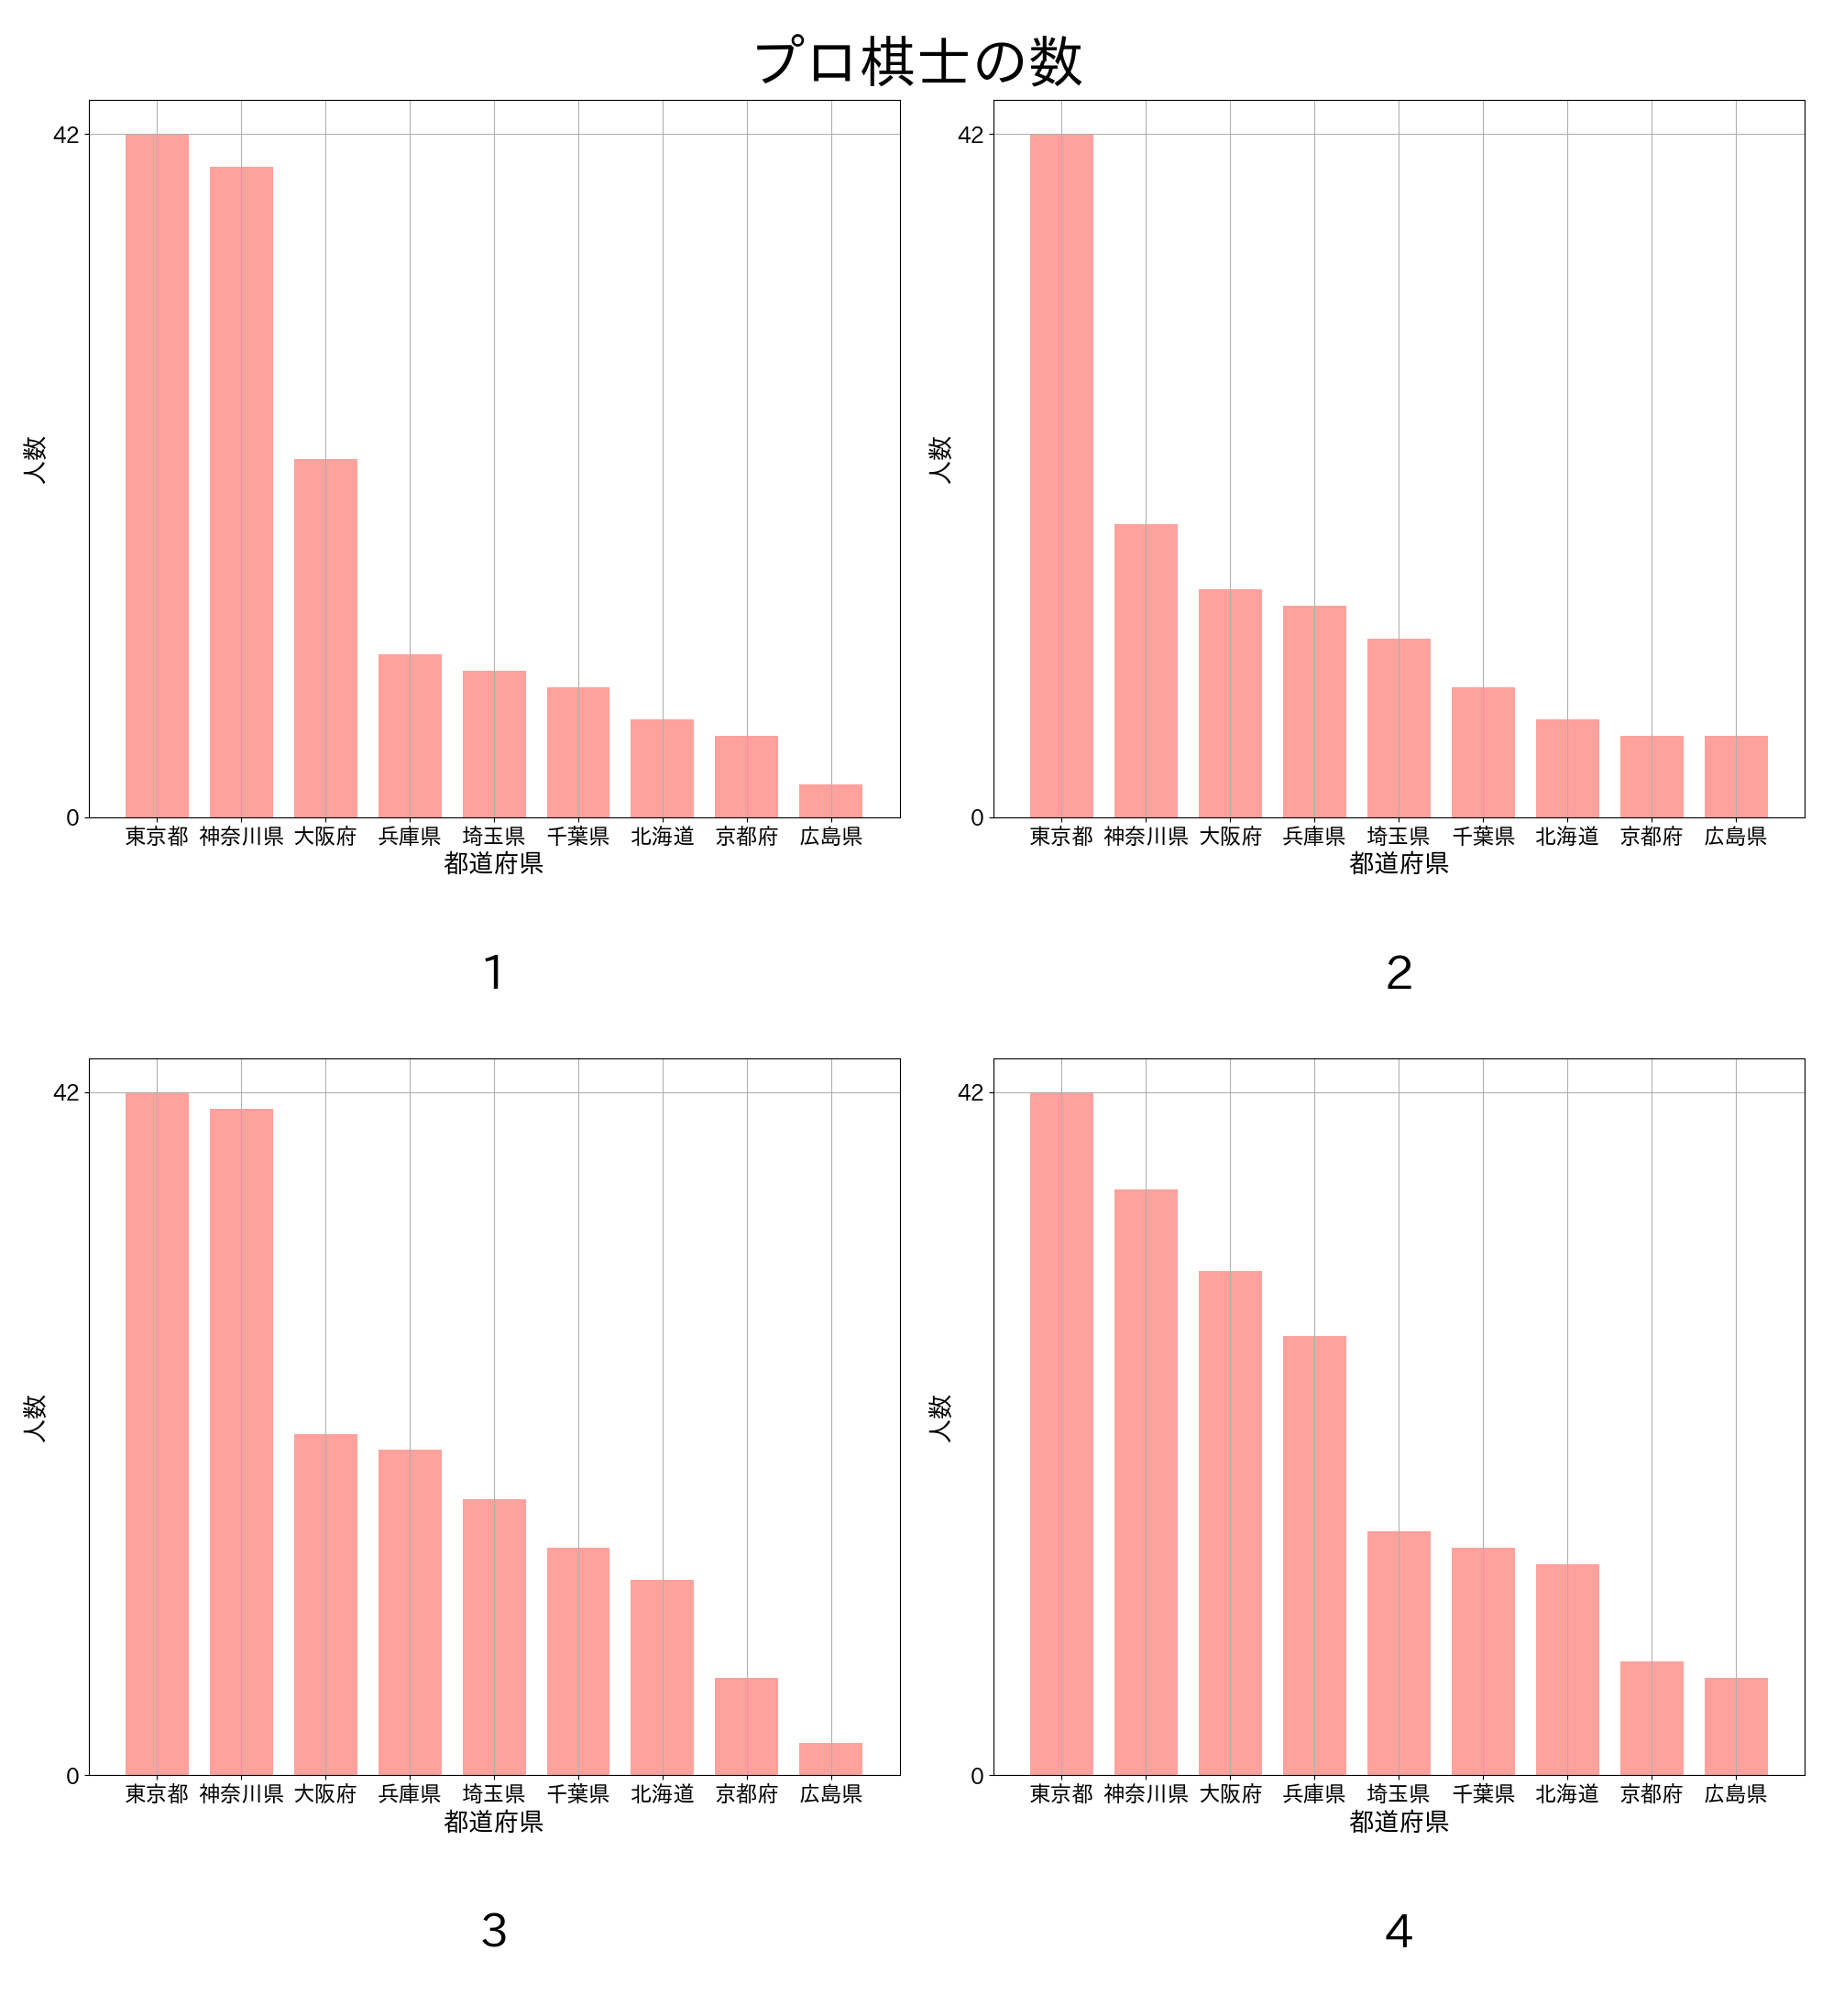 プロ棋士の数
42
0
人数
東京都 神奈川県 大阪府 兵庫県 埼玉県 千葉県 北海道 京都府 広島県
都道府県
1
42
0
人数
東京都 神奈川県 大阪府 兵庫県 埼玉県 千葉県 北海道 京都府 広島県
都道府県
2
42
0
人数
東京都 神奈川県 大阪府 兵庫県 埼玉県 千葉県 北海道 京都府 広島県
都道府県
3
42
0
人数
東京都 神奈川県 大阪府 兵庫県 埼玉県 千葉県 北海道 京都府 広島県
都道府県
4